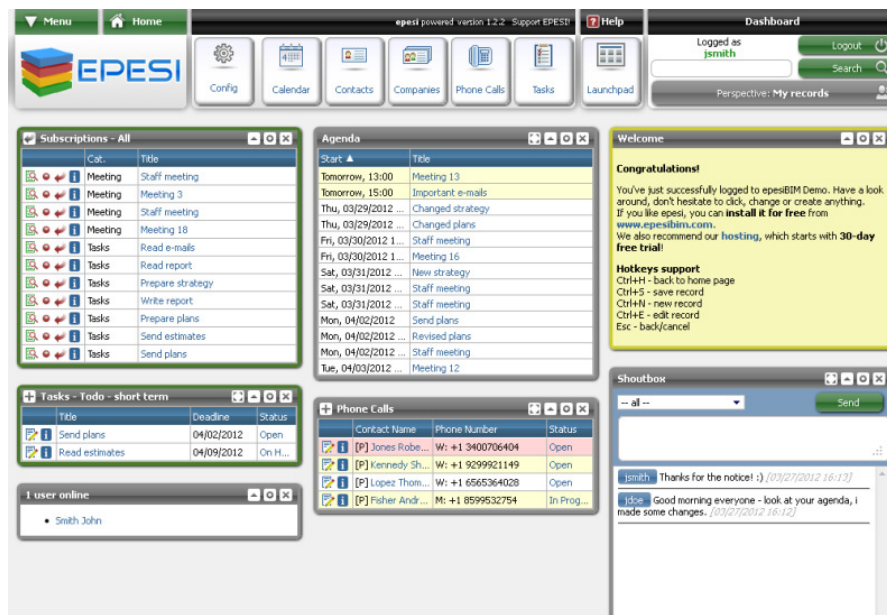 Menu
Home
epesi powered version 1.2.2 Support EPESI!
Help
Dashboard
EPESI
Config
Calendar
Contacts
Companies
Phone Calls
Tasks
Launchpad
Logged as
jsmith
Logout
Search
Perspective: My records
Subscriptions - All
Cat. Title
Meeting Staff meeting
Meeting Meeting 3
Meeting Staff meeting
Meeting Meeting 18
Tasks Read e-mails
Tasks Read report
Tasks Prepare strategy
Tasks Write report
Tasks Prepare plans
Tasks Send estimates
Tasks Send plans
Tasks - Todo - short term
Title Deadline Status
Send plans 04/02/2012 Open
Read estimates 04/09/2012 On H...
1 user online
Smith John
Agenda
Start Title
Tomorrow, 13:00 Meeting 13
Tomorrow, 15:00 Important e-mails
Thu, 03/29/2012 ... Changed strategy
Thu, 03/29/2012 ... Changed plans
Fri, 03/30/2012 1... Staff meeting
Fri, 03/30/2012 1... Meeting 16
Sat, 03/31/2012 ... New strategy
Sat, 03/31/2012 ... Staff meeting
Sat, 03/31/2012 ... Staff meeting
Mon, 04/02/2012 Send plans
Mon, 04/02/2012 ... Revised plans
Mon, 04/02/2012 ... Staff meeting
Tue, 04/03/2012 ... Meeting 12
Phone Calls
Contact Name Phone Number Status
[P] Jones Robe... W: +1 3400706404 Open
[P] Kennedy Sh... W: +1 9299921149 Open
[P] Lopez Thom... W: +1 6565364028 Open
[P] Fisher Andr... M: +1 8599532754 In Prog...
Welcome
Congratulations!
You've just successfully logged to epesiBIM Demo. Have a look
around, don't hesitate to click, change or create anything.
If you like epesi, you can install it for free from
www.epesibim.com.
We also recommend our hosting, which starts with 30-day
free trial!
Hotkeys support
Ctrl+H - back to home page
Ctrl+S - save record
Ctrl+N - new record
Ctrl+E - edit record
Esc - back/cancel
Shoutbox
-- all --
Send
jsmith Thanks for the notice! :) [03/27/2012 16:13]
jdoe Good morning everyone - look at your agenda, i
made some changes. [03/27/2012 16:12]